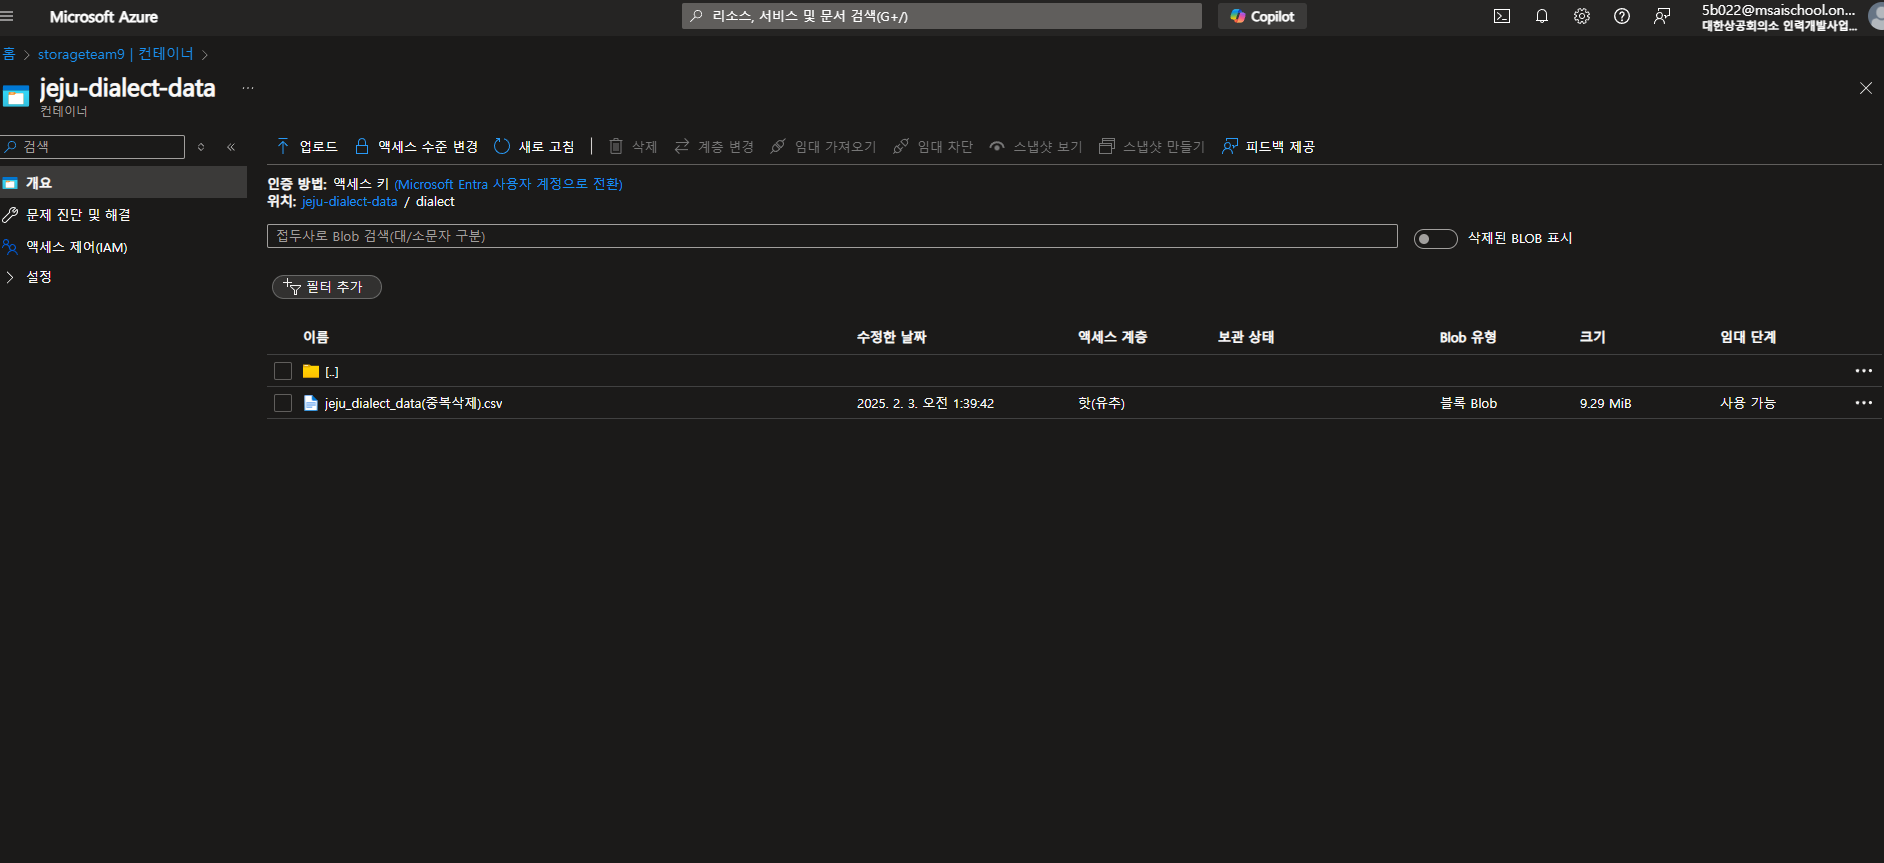 Microsoft Azure
리소스, 서비스 및 문서 검색(G+/)
Copilot
5b022@msaischool.on...
대한상공회의소 인력개발사업...
홈 > storageteam9 | 컨테이너 >
jeju-dialect-data ...
컨테이너
검색
개요
문제 진단 및 해결
액세스 제어(IAM)
설정
업로드 액세스 수준 변경 새로 고침 | 삭제 계층 변경 임대 가져오기 임대 차단 스냅샷 보기 스냅샷 만들기 피드백 제공
인증 방법: 액세스 키 (Microsoft Entra 사용자 계정으로 전환)
위치: jeju-dialect-data / dialect
접두사로 Blob 검색(대/소문자 구분)
삭제된 BLOB 표시
필터 추가
이름 수정한 날짜 액세스 계층 보관 상태 Blob 유형 크기 임대 단계
[..]
jeju_dialect_data(중복삭제).csv 2025. 2. 3. 오전 1:39:42 핫(유추) 블록 Blob 9.29 MiB 사용 가능